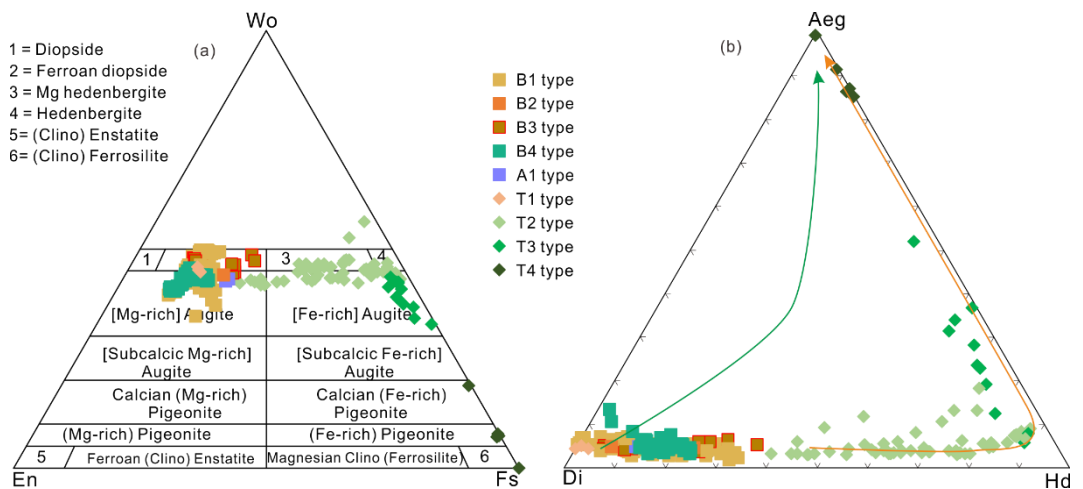 Wo
(a)
1 = Diopside
2 = Ferroan diopside
3 = Mg hedenbergite
4 = Hedenbergite
5= (Clino) Enstatite
6= (Clino) Ferrosilite
1
3
4
[Mg-rich] Augite
[Fe-rich] Augite
[Subcalcic Mg-rich]
Augite
[Subcalcic Fe-rich]
Augite
Calcian (Mg-rich)
Pigeonite
Calcian (Fe-rich)
Pigeonite
(Mg-rich) Pigeonite
(Fe-rich) Pigeonite
5
Ferroan (Clino) Enstatite
Magnesian Clino (Ferrosilite)
6
En
Fs
B1 type
B2 type
B3 type
B4 type
A1 type
T1 type
T2 type
T3 type
T4 type
Aeg
(b)
Di
Hd